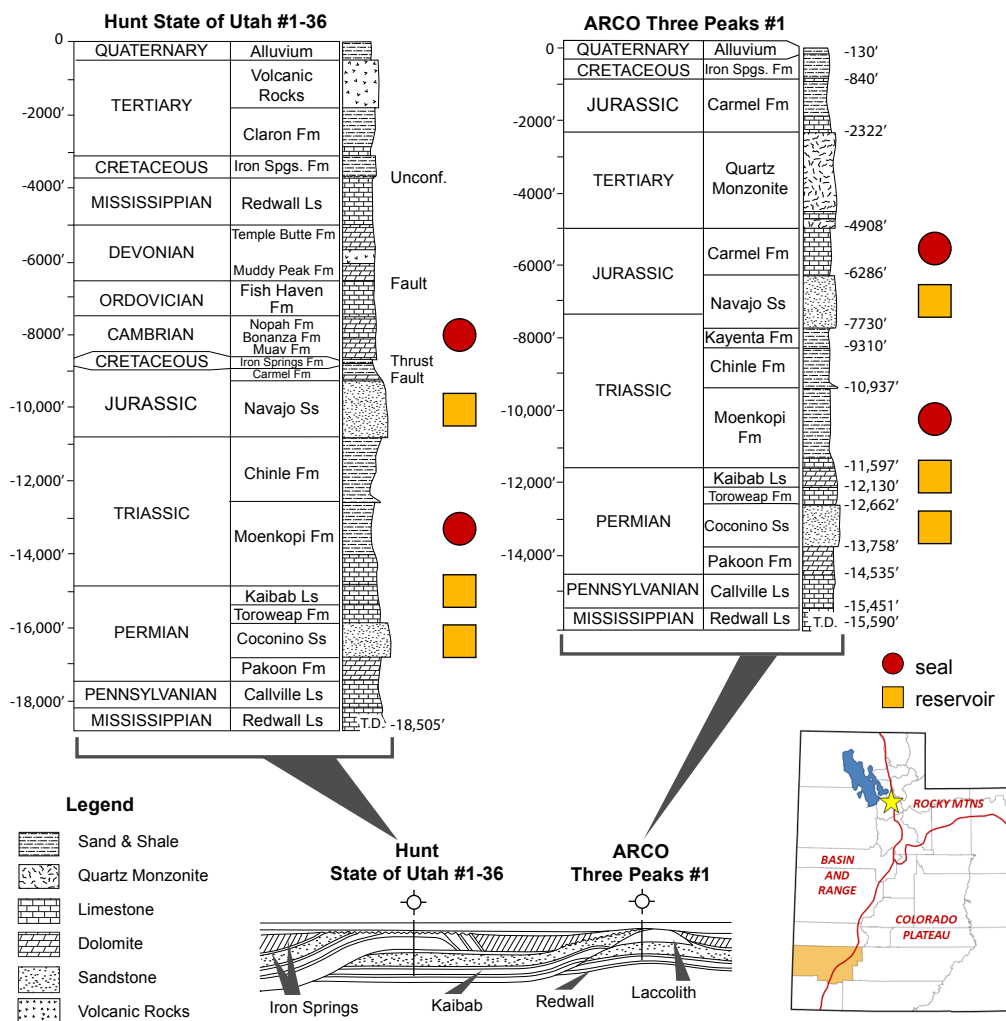 Hunt State of Utah #1-36
0
-2000'
-4000'
-6000'
-8000'
-10,000'
-12,000'
-14,000'
-16,000'
-18,000'
QUATERNARY
Alluvium
TERTIARY
Volcanic
Rocks
Claron Fm
CRETACEOUS
Iron Spgs. Fm
Unconf.
MISSISSIPPIAN
Redwall Ls
DEVONIAN
Temple Butte Fm
Muddy Peak Fm
Fault
ORDOVICIAN
Fish Haven
Fm
CAMBRIAN
Nopah Fm
Bonanza Fm
Muav Fm
CRETACEOUS
Iron Springs Fm
Thrust
Fault
Carmel Fm
JURASSIC
Navajo Ss
TRIASSIC
Chinle Fm
Moenkopi Fm
PERMIAN
Kaibab Ls
Toroweap Fm
Coconino Ss
Pakoon Fm
PENNSYLVANIAN
Callville Ls
MISSISSIPPIAN
Redwall Ls
T.D. -18,505'
ARCO Three Peaks #1
0
-2000'
-4000'
-6000'
-8000'
-10,000'
-12,000'
-14,000'
QUATERNARY
Alluvium
-130'
CRETACEOUS
Iron Spgs. Fm
-840'
JURASSIC
Carmel Fm
-2322'
TERTIARY
Quartz
Monzonite
-4908'
JURASSIC
Carmel Fm
-6286'
Navajo Ss
-7730'
TRIASSIC
Kayenta Fm
-9310'
Chinle Fm
-10,937'
Moenkopi
Fm
-11,597'
PERMIAN
Kaibab Ls
-12,130'
Toroweap Fm
-12,662'
Coconino Ss
-13,758'
Pakoon Fm
-14,535'
PENNSYLVANIAN
Callville Ls
-15,451'
MISSISSIPPIAN
Redwall Ls
T.D. -15,590'
seal
reservoir
Legend
Sand & Shale
Quartz Monzonite
Limestone
Dolomite
Sandstone
Volcanic Rocks
Hunt
State of Utah #1-36
ARCO
Three Peaks #1
Iron Springs
Kaibab
Redwall
Laccolith
ROCKY MTNS
BASIN
AND
RANGE
COLORADO
PLATEAU